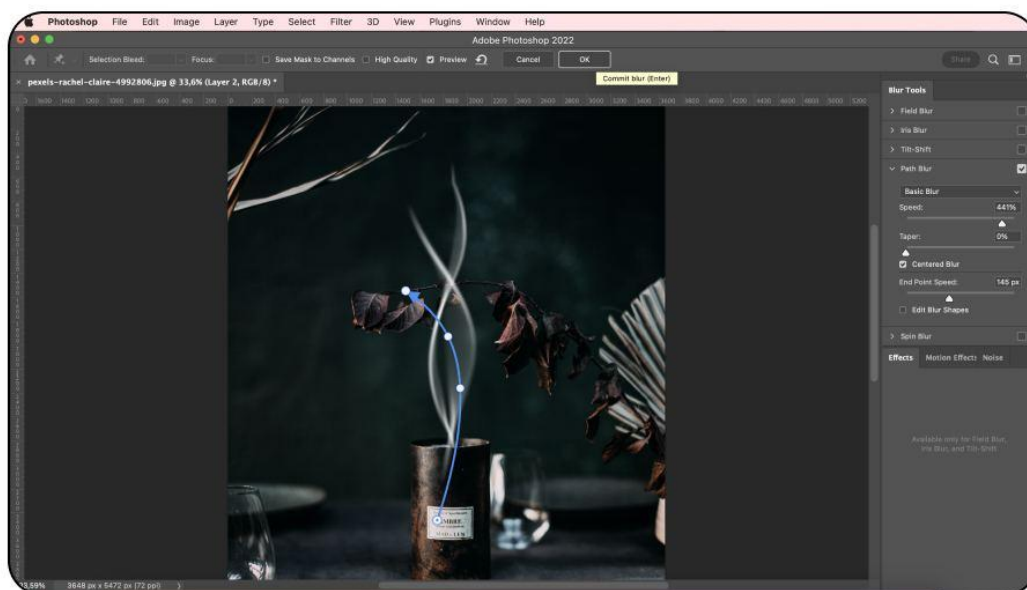 Photoshop File Edit Image Layer Type Select Filter 3D View Plugins Window Help
Adobe Photoshop 2022
Selection Bleed: Focus: Save Mask to Channels High Quality Preview Cancel OK Share
Commit blur (Enter)
× pexels-rachel-claire-4992806.jpg @ 33,6% (Layer 2, RGB/8) *
Blur Tools
Field Blur
Iris Blur
Tilt-Shift
Path Blur
Basic Blur
Speed: 441%
Taper: 0%
Centered Blur
End Point Speed: 145 px
Edit Blur Shapes
Spin Blur
Effects Motion Effects Noise
Available only for Field Blur,
Iris Blur, and Tilt-Shift
3648 px x 5472 px (72 ppi)